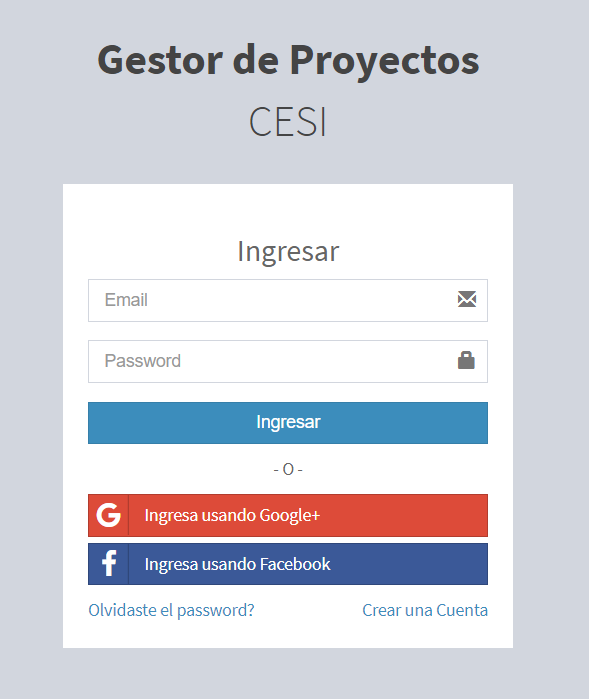 Gestor de Proyectos
CESI
Ingresar
Email
Password
Ingresar
- O -
Ingresa usando Google+
Ingresa usando Facebook
Olvidaste el password?
Crear una Cuenta